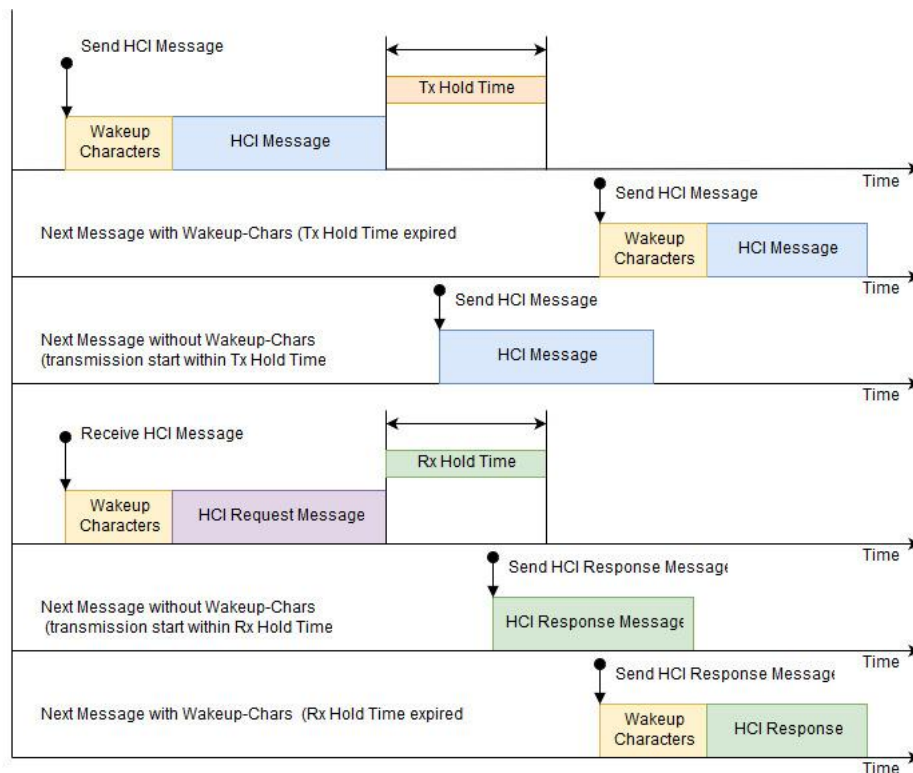 Send HCI Message
Tx Hold Time
Wakeup
Characters
HCI Message
Time
Send HCI Message
Next Message with Wakeup-Chars (Tx Hold Time expired
Wakeup
Characters
HCI Message
Time
Send HCI Message
Next Message without Wakeup-Chars
(transmission start within Tx Hold Time
HCI Message
Time
Receive HCI Message
Rx Hold Time
Wakeup
Characters
HCI Request Message
Time
Send HCI Response Message
Next Message without Wakeup-Chars
(transmission start within Rx Hold Time
HCI Response Message
Time
Send HCI Response Message
Next Message with Wakeup-Chars (Rx Hold Time expired
Wakeup
Characters
HCI Response
Time